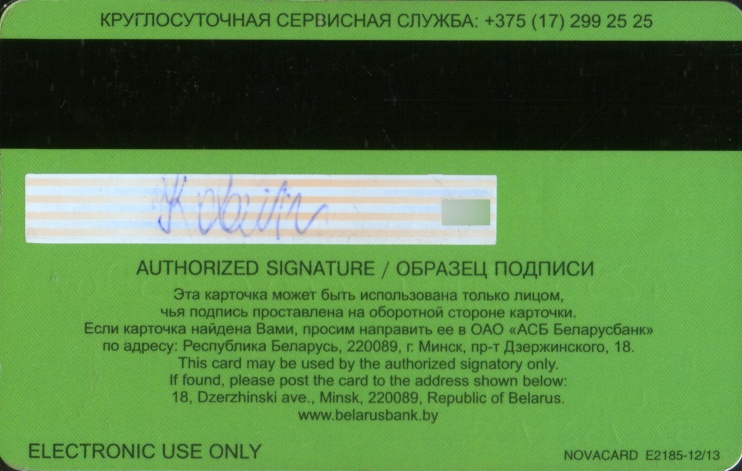 КРУГЛОСУТОЧНАЯ СЕРВИСНАЯ СЛУЖБА: +375 (17) 299 25 25
AUTHORIZED SIGNATURE / ОБРАЗЕЦ ПОДПИСИ
Эта карточка может быть использована только лицом,
чья подпись проставлена на оборотной стороне карточки.
Если карточка найдена Вами, просим направить ее в ОАО «АСБ Беларусбанк»
по адресу: Республика Беларусь, 220089, г. Минск, пр-т Дзержинского, 18.
This card may be used by the authorized signatory only.
If found, please post the card to the address shown below:
18, Dzerzhinski ave., Minsk, 220089, Republic of Belarus.
www.belarusbank.by
ELECTRONIC USE ONLY
NOVACARD E2185-12/13